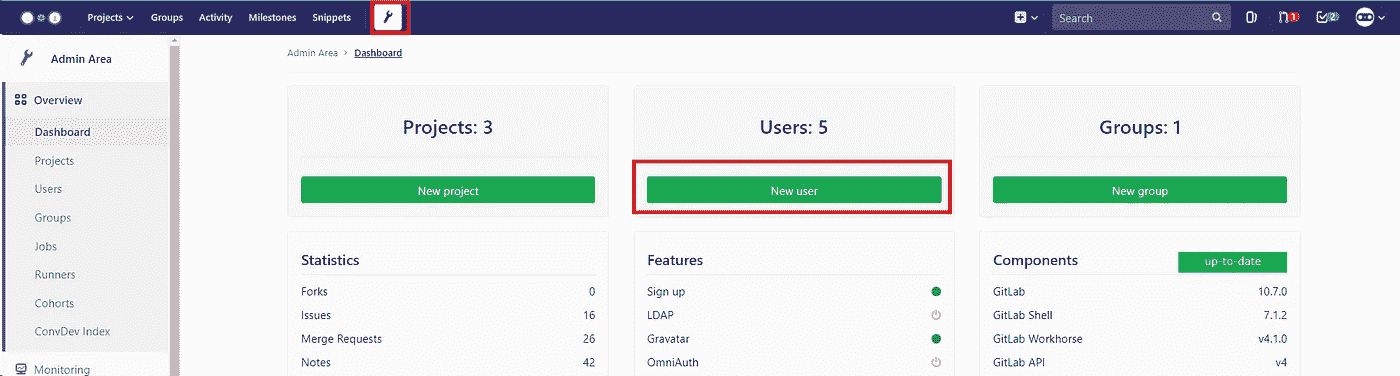 Projects Groups Activity Milestones Snippets Search 1 2
Admin Area
Overview
Dashboard
Projects
Users
Groups
Jobs
Runners
Cohorts
ConvDev Index
Monitoring
Admin Area > Dashboard
Projects: 3
New project
Users: 5
New user
Groups: 1
New group
Statistics
Forks 0
Issues 16
Merge Requests 26
Notes 42
Features
Sign up
LDAP
Gravatar
OmniAuth
Components up-to-date
GitLab 10.7.0
GitLab Shell 7.1.2
GitLab Workhorse v4.1.0
GitLab API v4